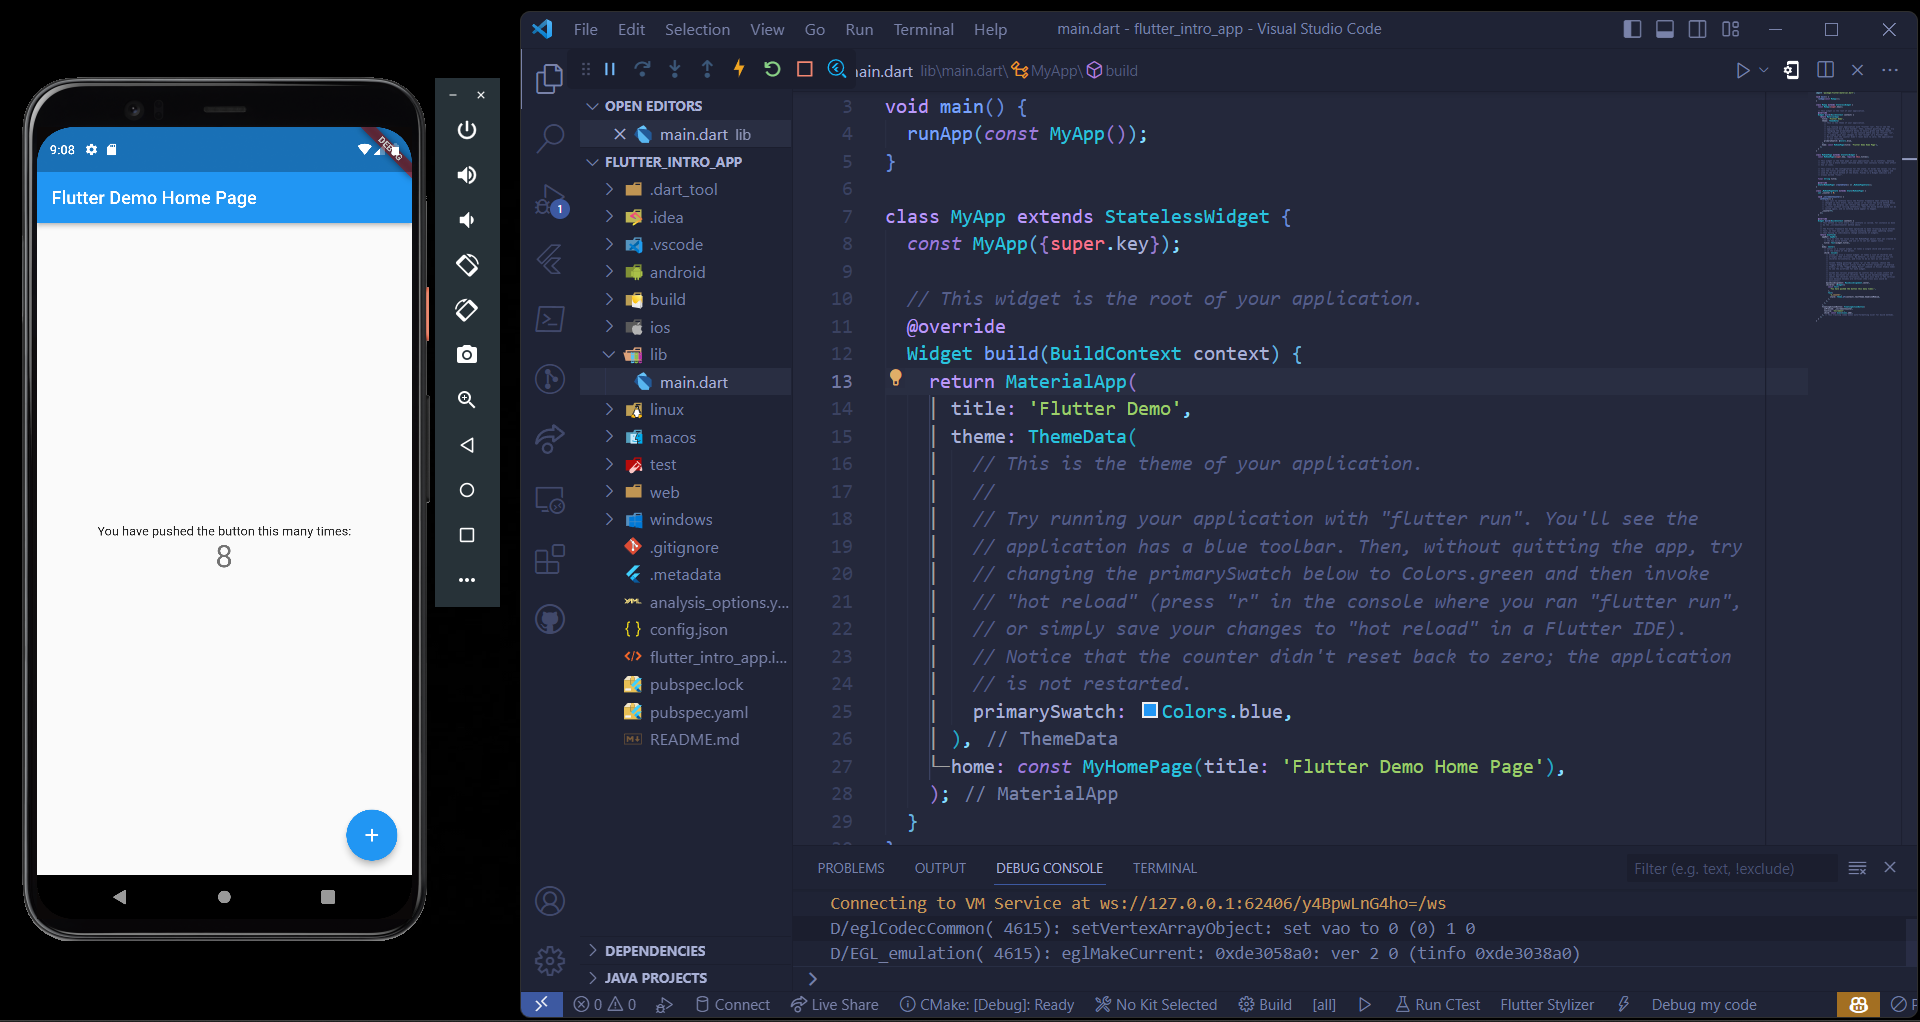 9:08
DEBUG
Flutter Demo Home Page
You have pushed the button this many times:
8
File Edit Selection View Go Run Terminal Help
main.dart - flutter_intro_app - Visual Studio Code
ain.dart lib\main.dart\ MyApp\ build
OPEN EDITORS
main.dart lib
FLUTTER_INTRO_APP
.dart_tool
.idea
.vscode
android
build
ios
lib
main.dart
linux
macos
test
web
windows
.gitignore
.metadata
analysis_options.y...
config.json
flutter_intro_app.i...
pubspec.lock
pubspec.yaml
README.md
DEPENDENCIES
JAVA PROJECTS
1
3 void main() {
4 runApp(const MyApp());
5 }
6
7 class MyApp extends StatelessWidget {
8 const MyApp({super.key});
9
10 // This widget is the root of your application.
11 @override
12 Widget build(BuildContext context) {
13 return MaterialApp(
14 title: 'Flutter Demo',
15 theme: ThemeData(
16 // This is the theme of your application.
17 //
18 // Try running your application with "flutter run". You'll see the
19 // application has a blue toolbar. Then, without quitting the app, try
20 // changing the primarySwatch below to Colors.green and then invoke
21 // "hot reload" (press "r" in the console where you ran "flutter run",
22 // or simply save your changes to "hot reload" in a Flutter IDE).
23 // Notice that the counter didn't reset back to zero; the application
24 // is not restarted.
25 primarySwatch: Colors.blue,
26 ), // ThemeData
27 home: const MyHomePage(title: 'Flutter Demo Home Page'),
28 ); // MaterialApp
29 }
PROBLEMS OUTPUT DEBUG CONSOLE TERMINAL
Filter (e.g. text, !exclude)
Connecting to VM Service at ws://127.0.0.1:62406/y4BpwLnG4ho=/ws
D/eglCodecCommon( 4615): setVertexArrayObject: set vao to 0 (0) 1 0
D/EGL_emulation( 4615): eglMakeCurrent: 0xde3058a0: ver 2 0 (tinfo 0xde3038a0)
0 0 Connect Live Share CMake: [Debug]: Ready No Kit Selected Build [all] Run CTest Flutter Stylizer Debug my code